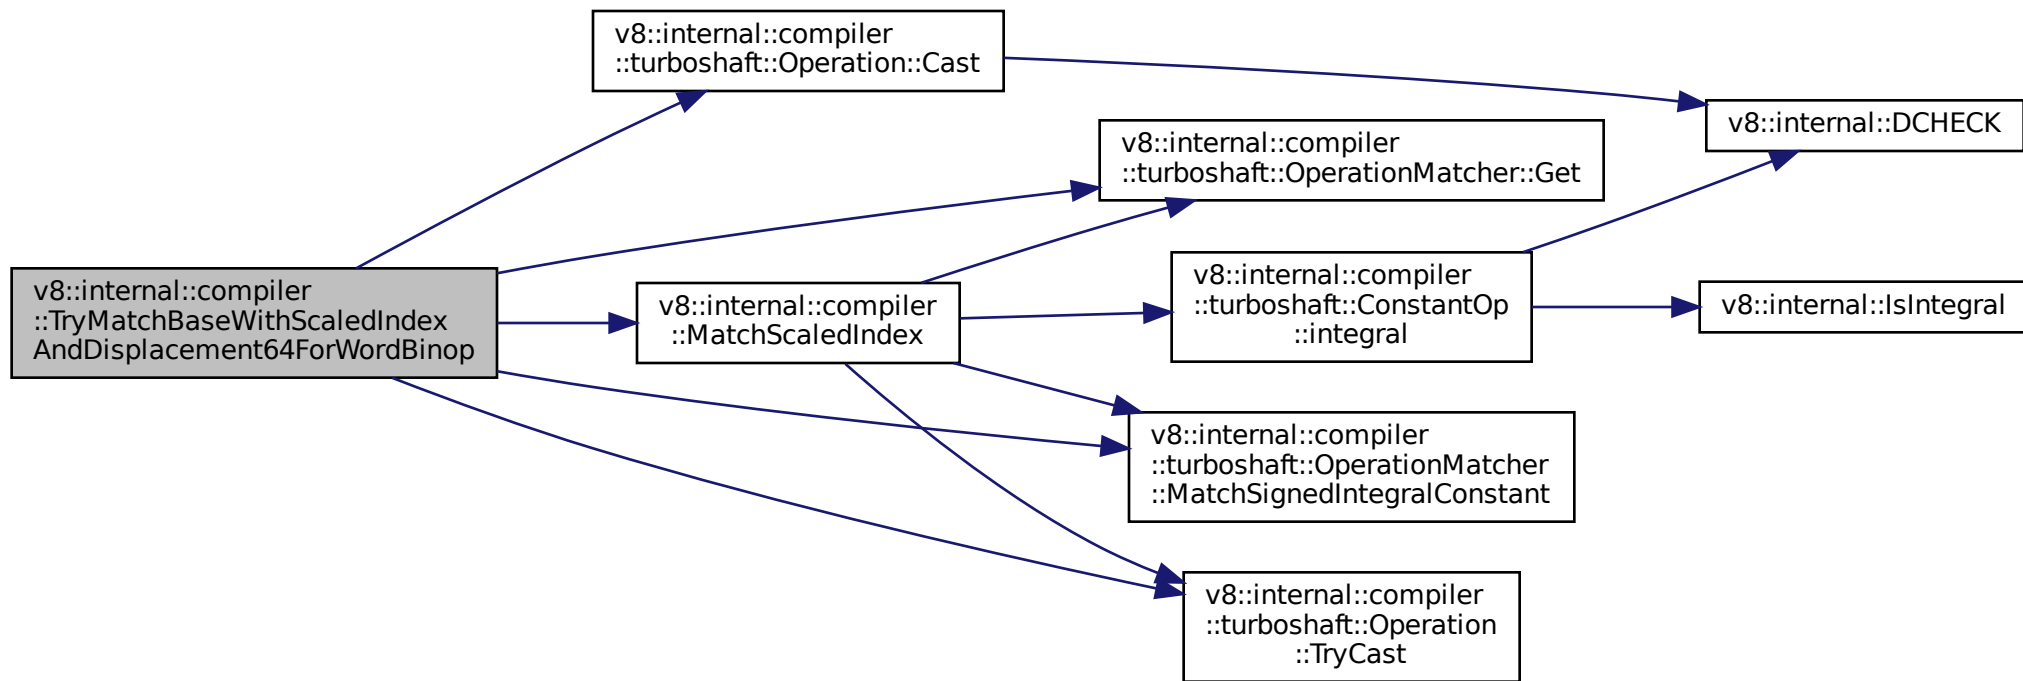 v8::internal::compiler
::turboshaft::Operation::Cast
v8::internal::DCHECK
v8::internal::compiler
::turboshaft::OperationMatcher::Get
v8::internal::compiler
::TryMatchBaseWithScaledIndex
AndDisplacement64ForWordBinop
v8::internal::compiler
::MatchScaledIndex
v8::internal::compiler
::turboshaft::ConstantOp
::integral
v8::internal::IsIntegral
v8::internal::compiler
::turboshaft::OperationMatcher
::MatchSignedIntegralConstant
v8::internal::compiler
::turboshaft::Operation
::TryCast